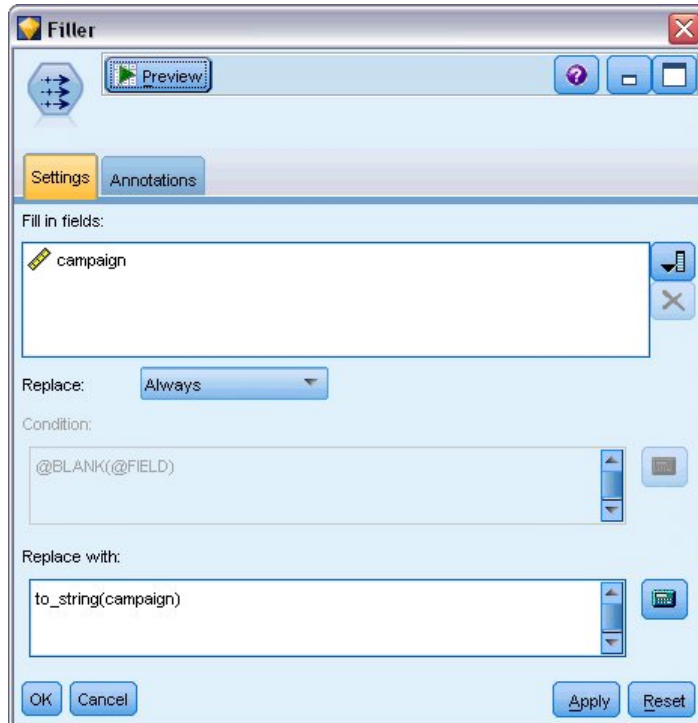 Filler
Preview
Settings Annotations
Fill in fields:
campaign
Replace: Always
Condition:
@BLANK(@FIELD)
Replace with:
to_string(campaign)
OK Cancel Apply Reset